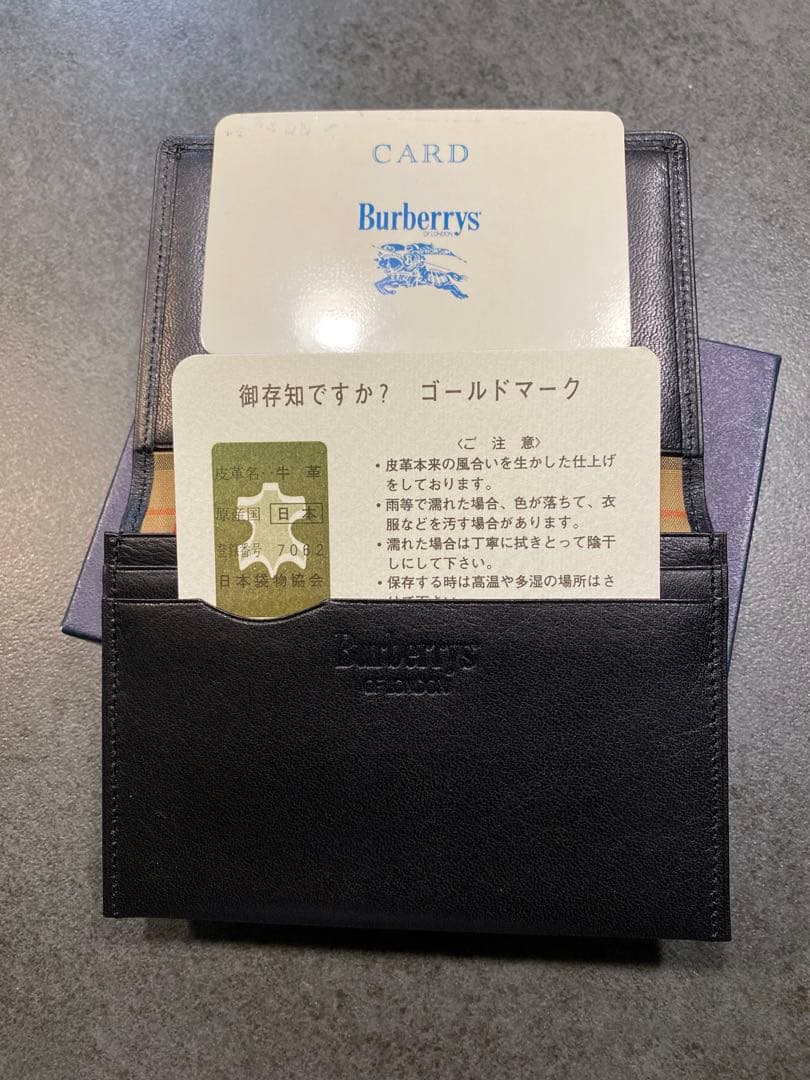 CARD
Burberrys
OF LONDON
御存知ですか? ゴールドマーク
皮革名‥牛 革
原産国 日本
登録番号 7062
日本袋物協会
〈ご 注 意〉
・皮革本来の風合いを生かした仕上げ
をしております。
・雨等で濡れた場合、色が落ちて、衣
服などを汚す場合があります。
・濡れた場合は丁寧に拭きとって陰干
しにして下さい。
・保存する時は高温や多湿の場所はさ
Burberrys
OF LONDON